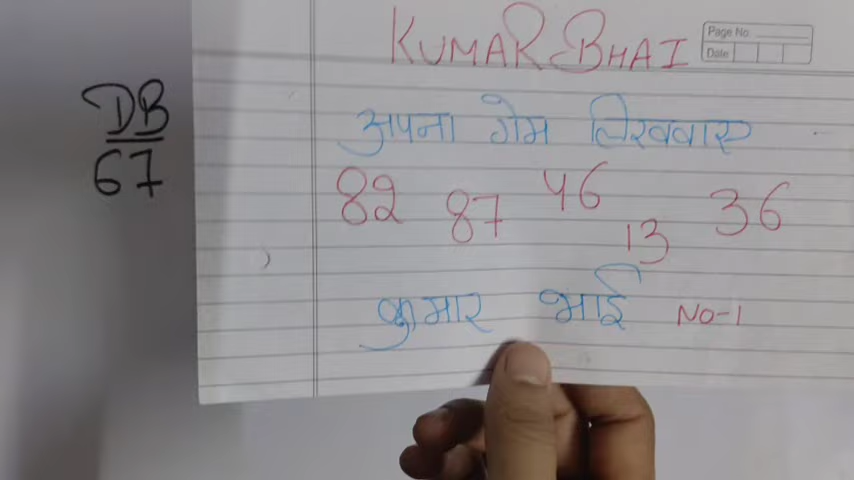 KUMAR BHAI
Page No
Date
DB
67
अपना गेम लिखवाए
82 87 46 13 36
कुमार भाई No-1